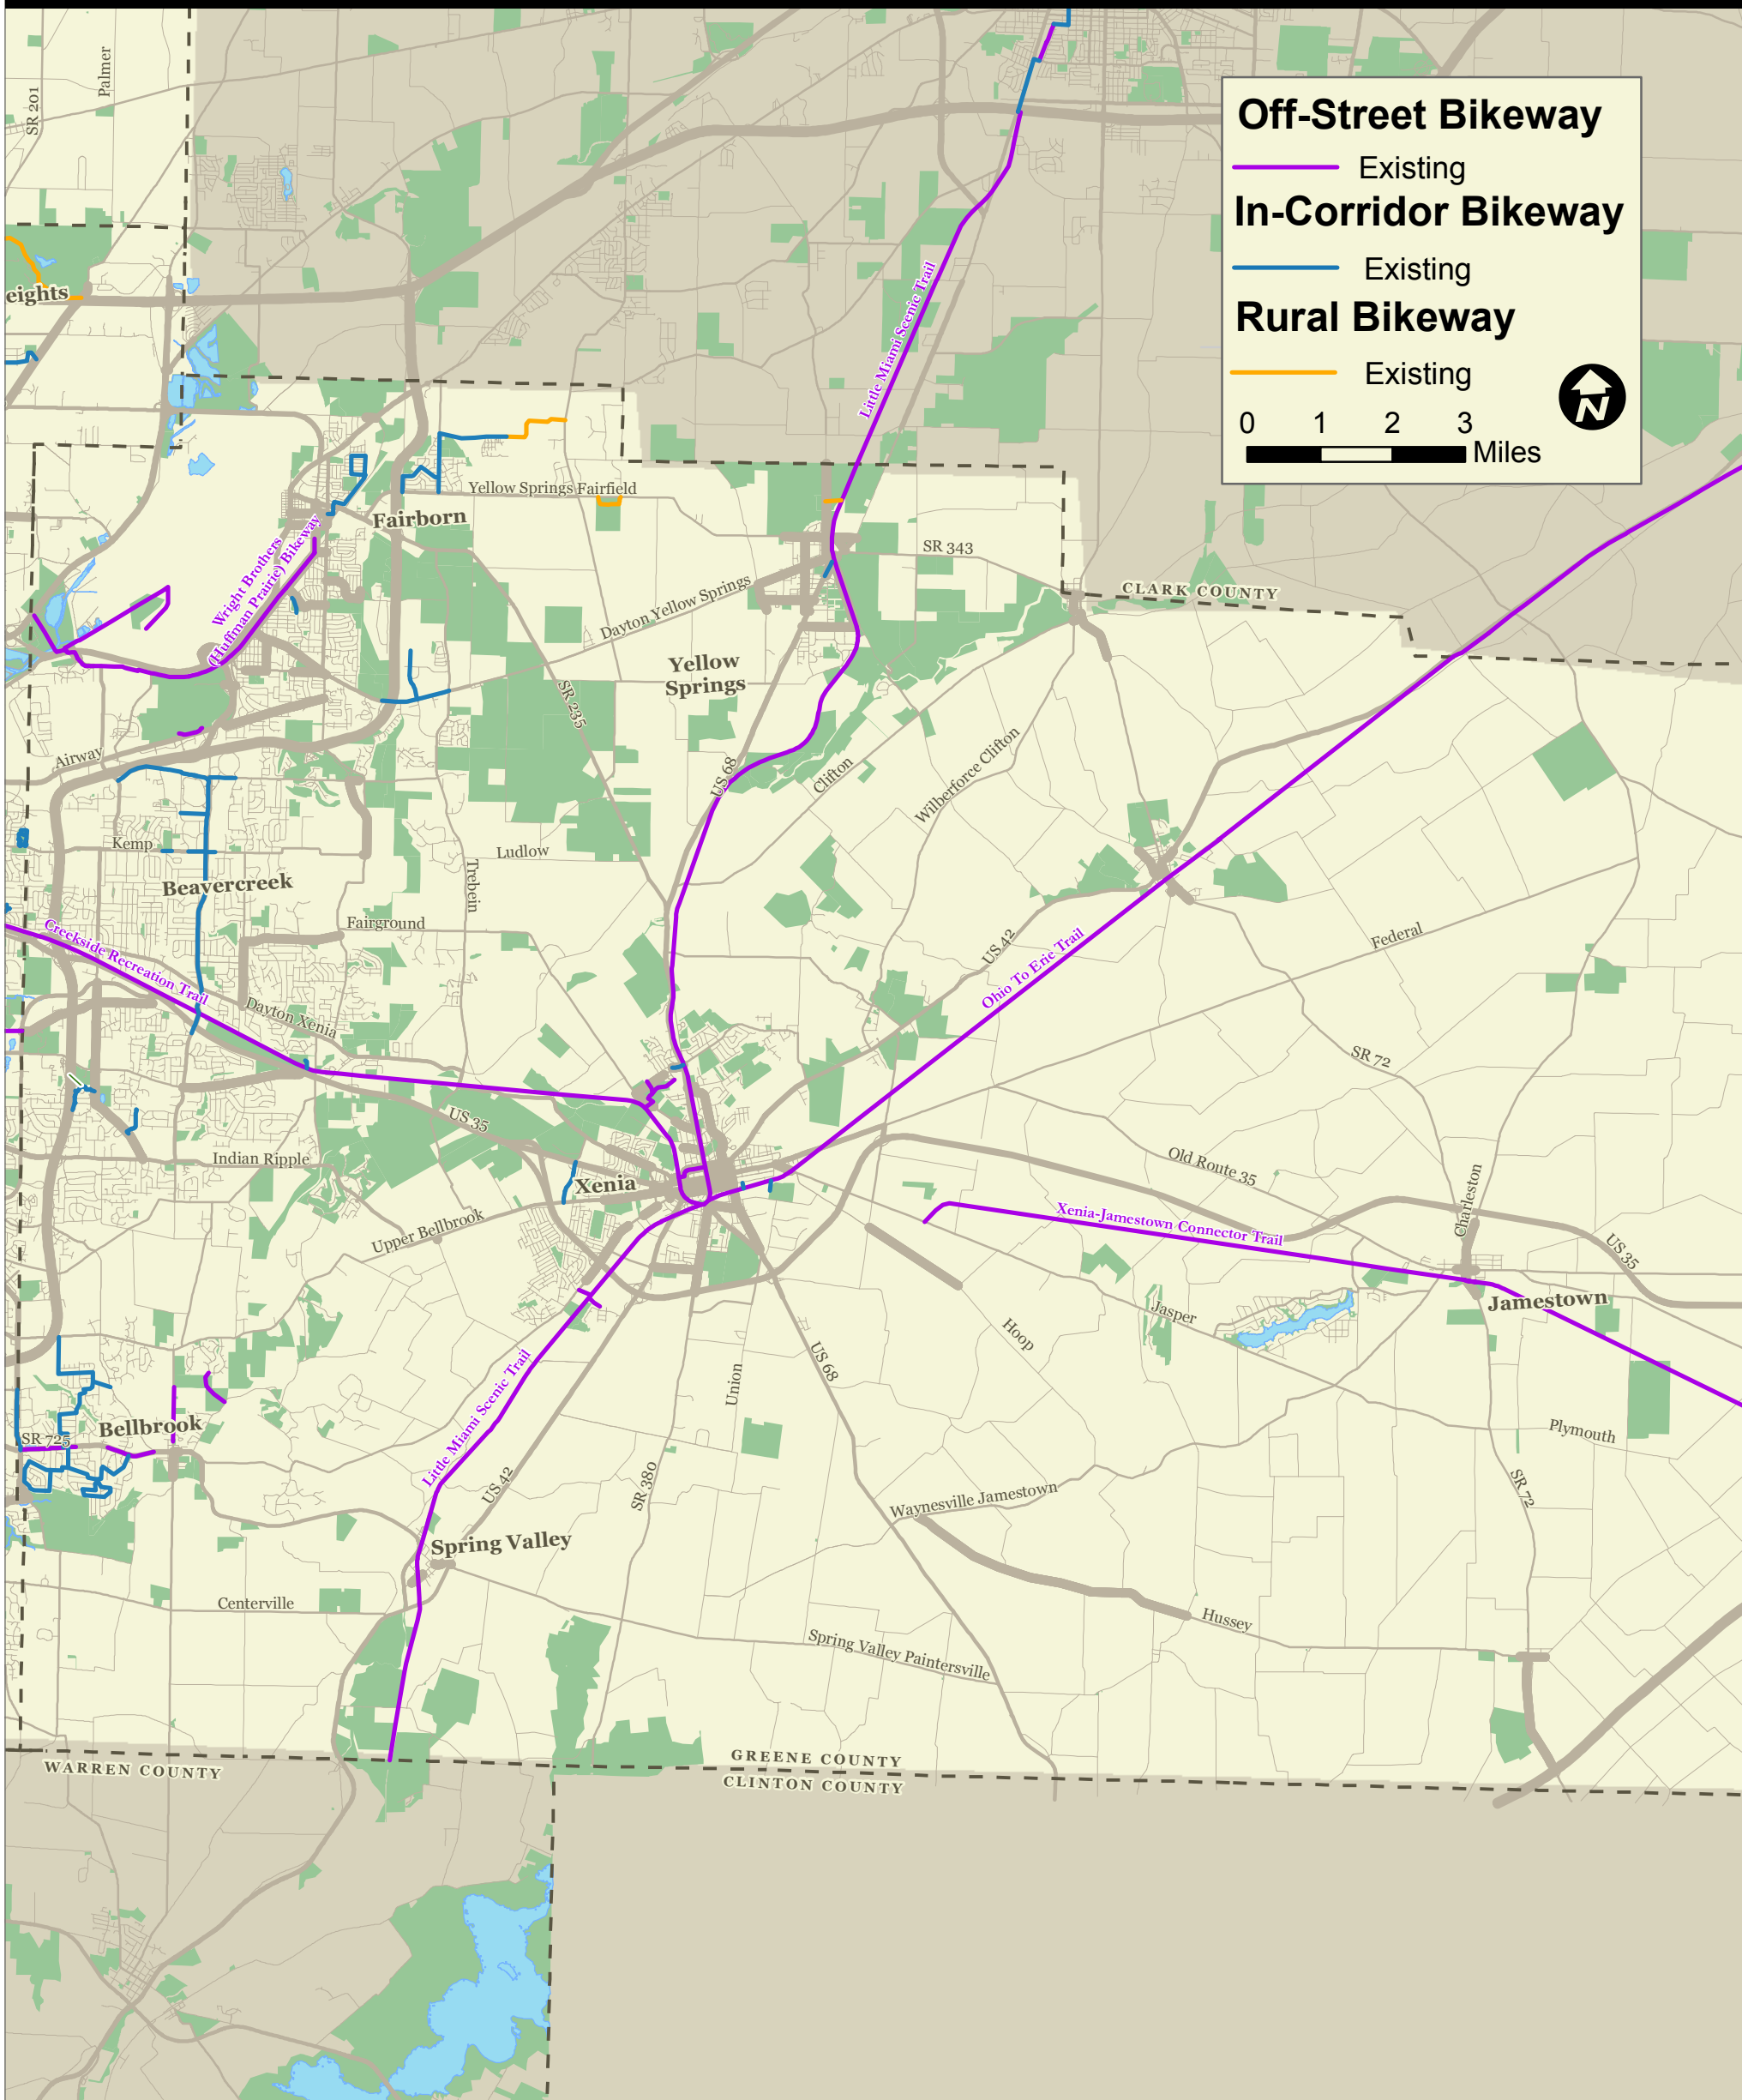 Off-Street Bikeway
Existing
In-Corridor Bikeway
Existing
Rural Bikeway
Existing
N
0 1 2 3
Miles
SR 201
Palmer
eights
Little Miami Scenic Trail
Yellow Springs Fairfield
Fairborn
Wright Brothers
(Huffman Prairie) Bikeway
SR 343
CLARK COUNTY
Dayton Yellow Springs
Yellow
Springs
SR 235
Airway
US 68
Clifton
Wilberforce Clifton
Kemp
Ludlow
Trebein
Beavercreek
Fairground
Creekside Recreation Trail
US 42
Federal
Ohio To Erie Trail
Dayton Xenia
SR 72
US 35
Indian Ripple
Old Route 35
Charleston
Xenia
Xenia-Jamestown Connector Trail
Upper Bellbrook
US 35
Jamestown
Jasper
Hoop
US 68
Union
Little Miami Scenic Trail
Bellbrook
SR 725
Plymouth
US 42
SR 380
SR 72
Waynesville Jamestown
Spring Valley
Centerville
Hussey
Spring Valley Paintersville
GREENE COUNTY
WARREN COUNTY
CLINTON COUNTY